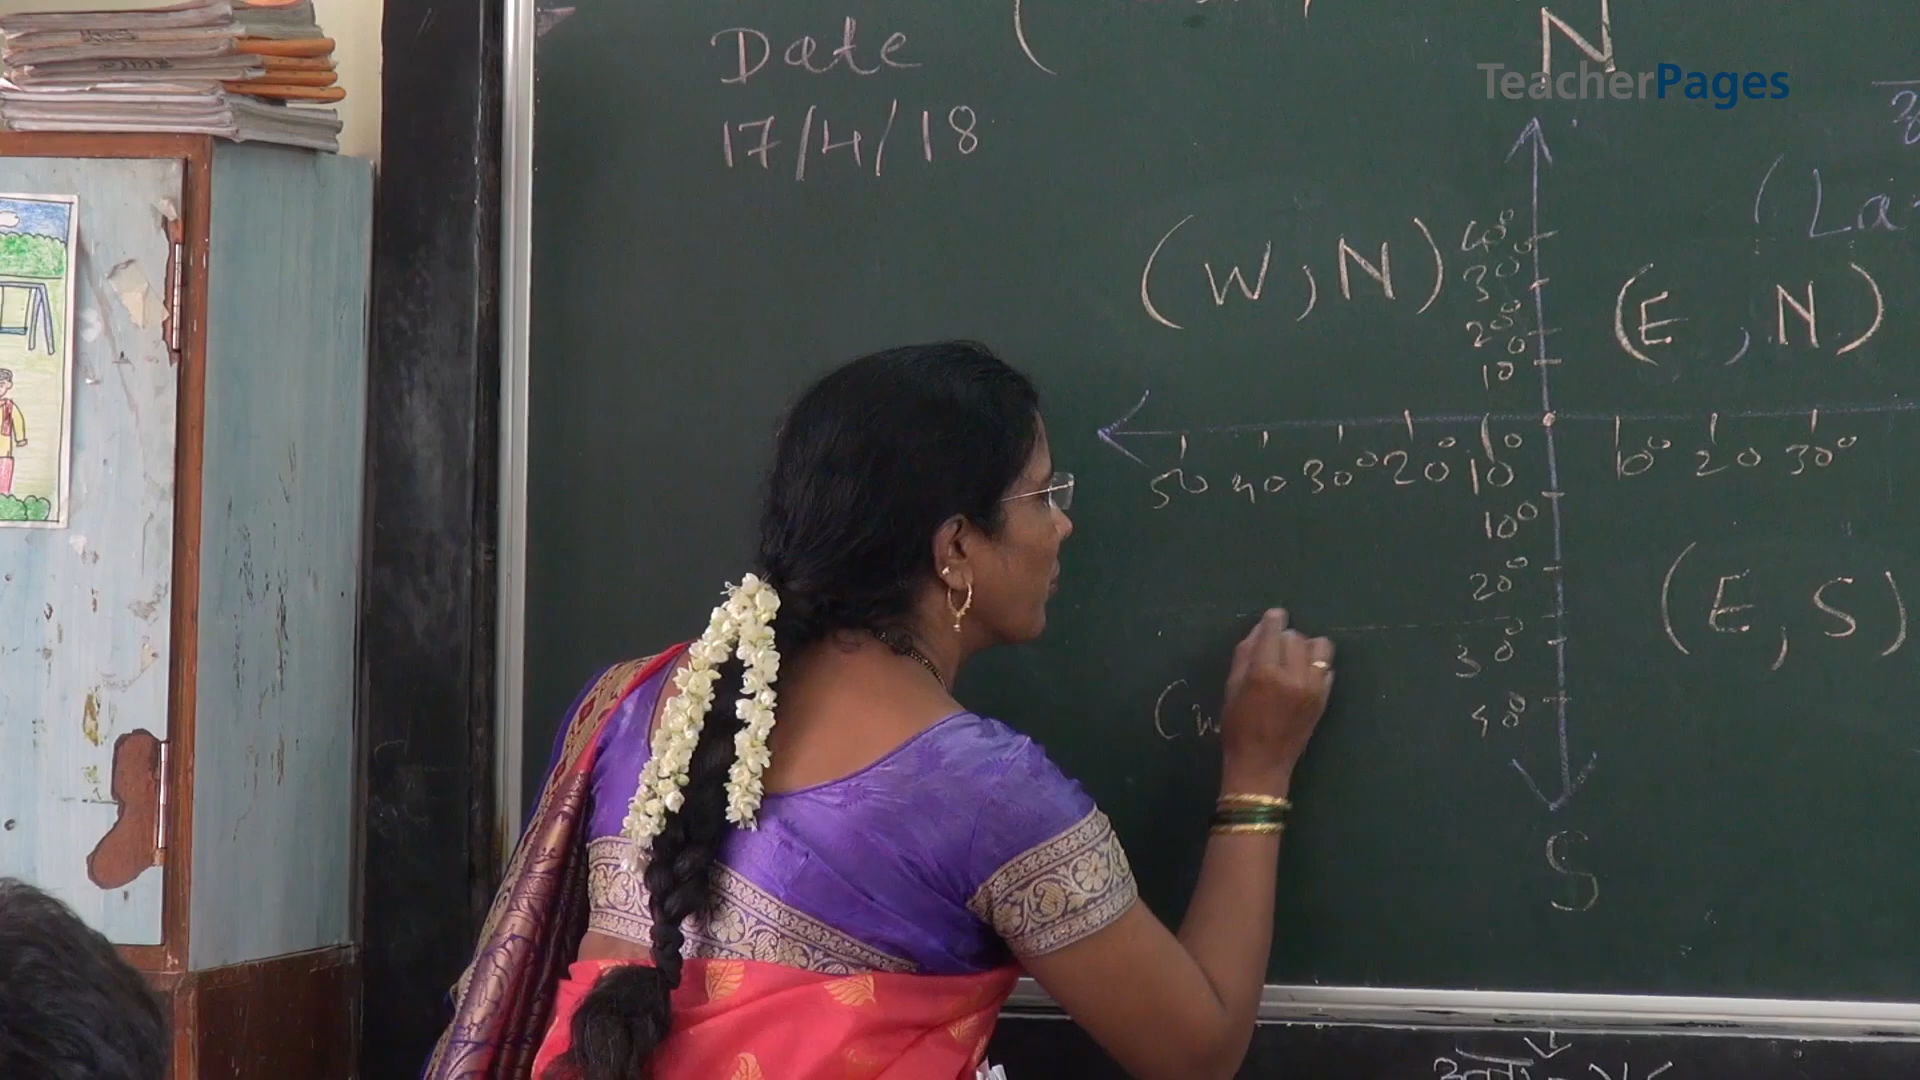 Date
17/4/18
N
TeacherPages
(La
(W, N)
(E, N)
40°
30°
20°
10°
50 40 30° 20° 10° 10° 20 30°
10°
20°
30°
40°
(E, S)
(W
S